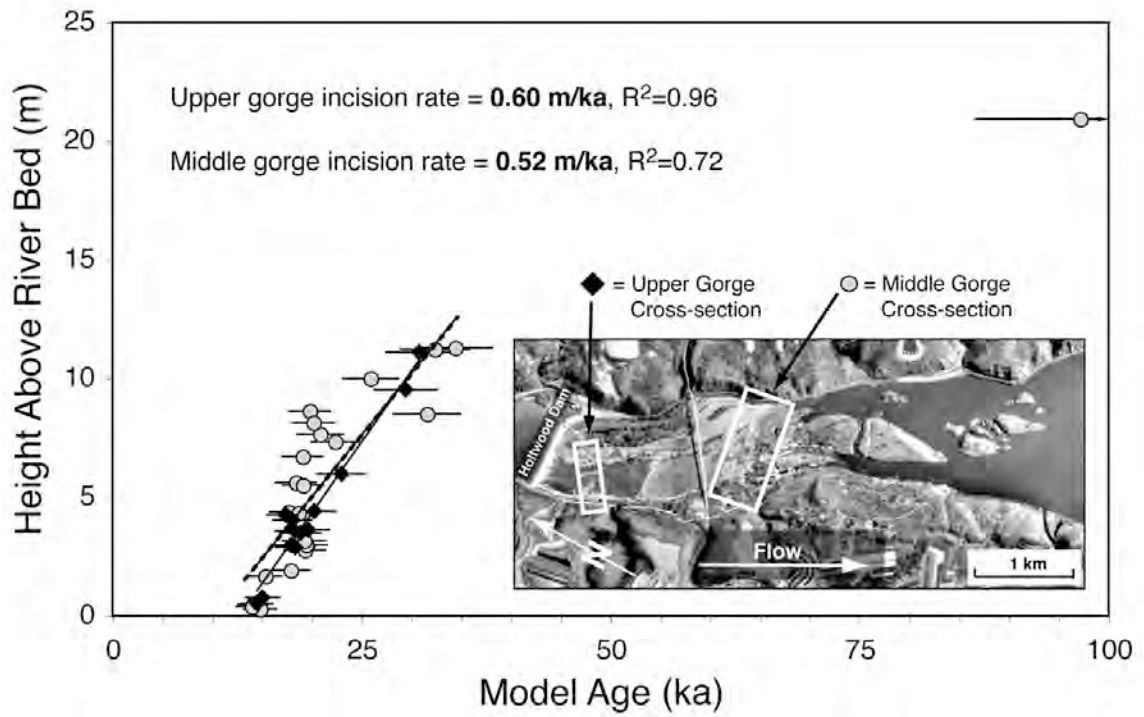 25
20
15
10
5
0
Height Above River Bed (m)
Upper gorge incision rate = 0.60 m/ka, R²=0.96
Middle gorge incision rate = 0.52 m/ka, R²=0.72
= Upper Gorge
Cross-section
= Middle Gorge
Cross-section
Holtwood Dam
N
Flow
1 km
0
25
50
75
100
Model Age (ka)